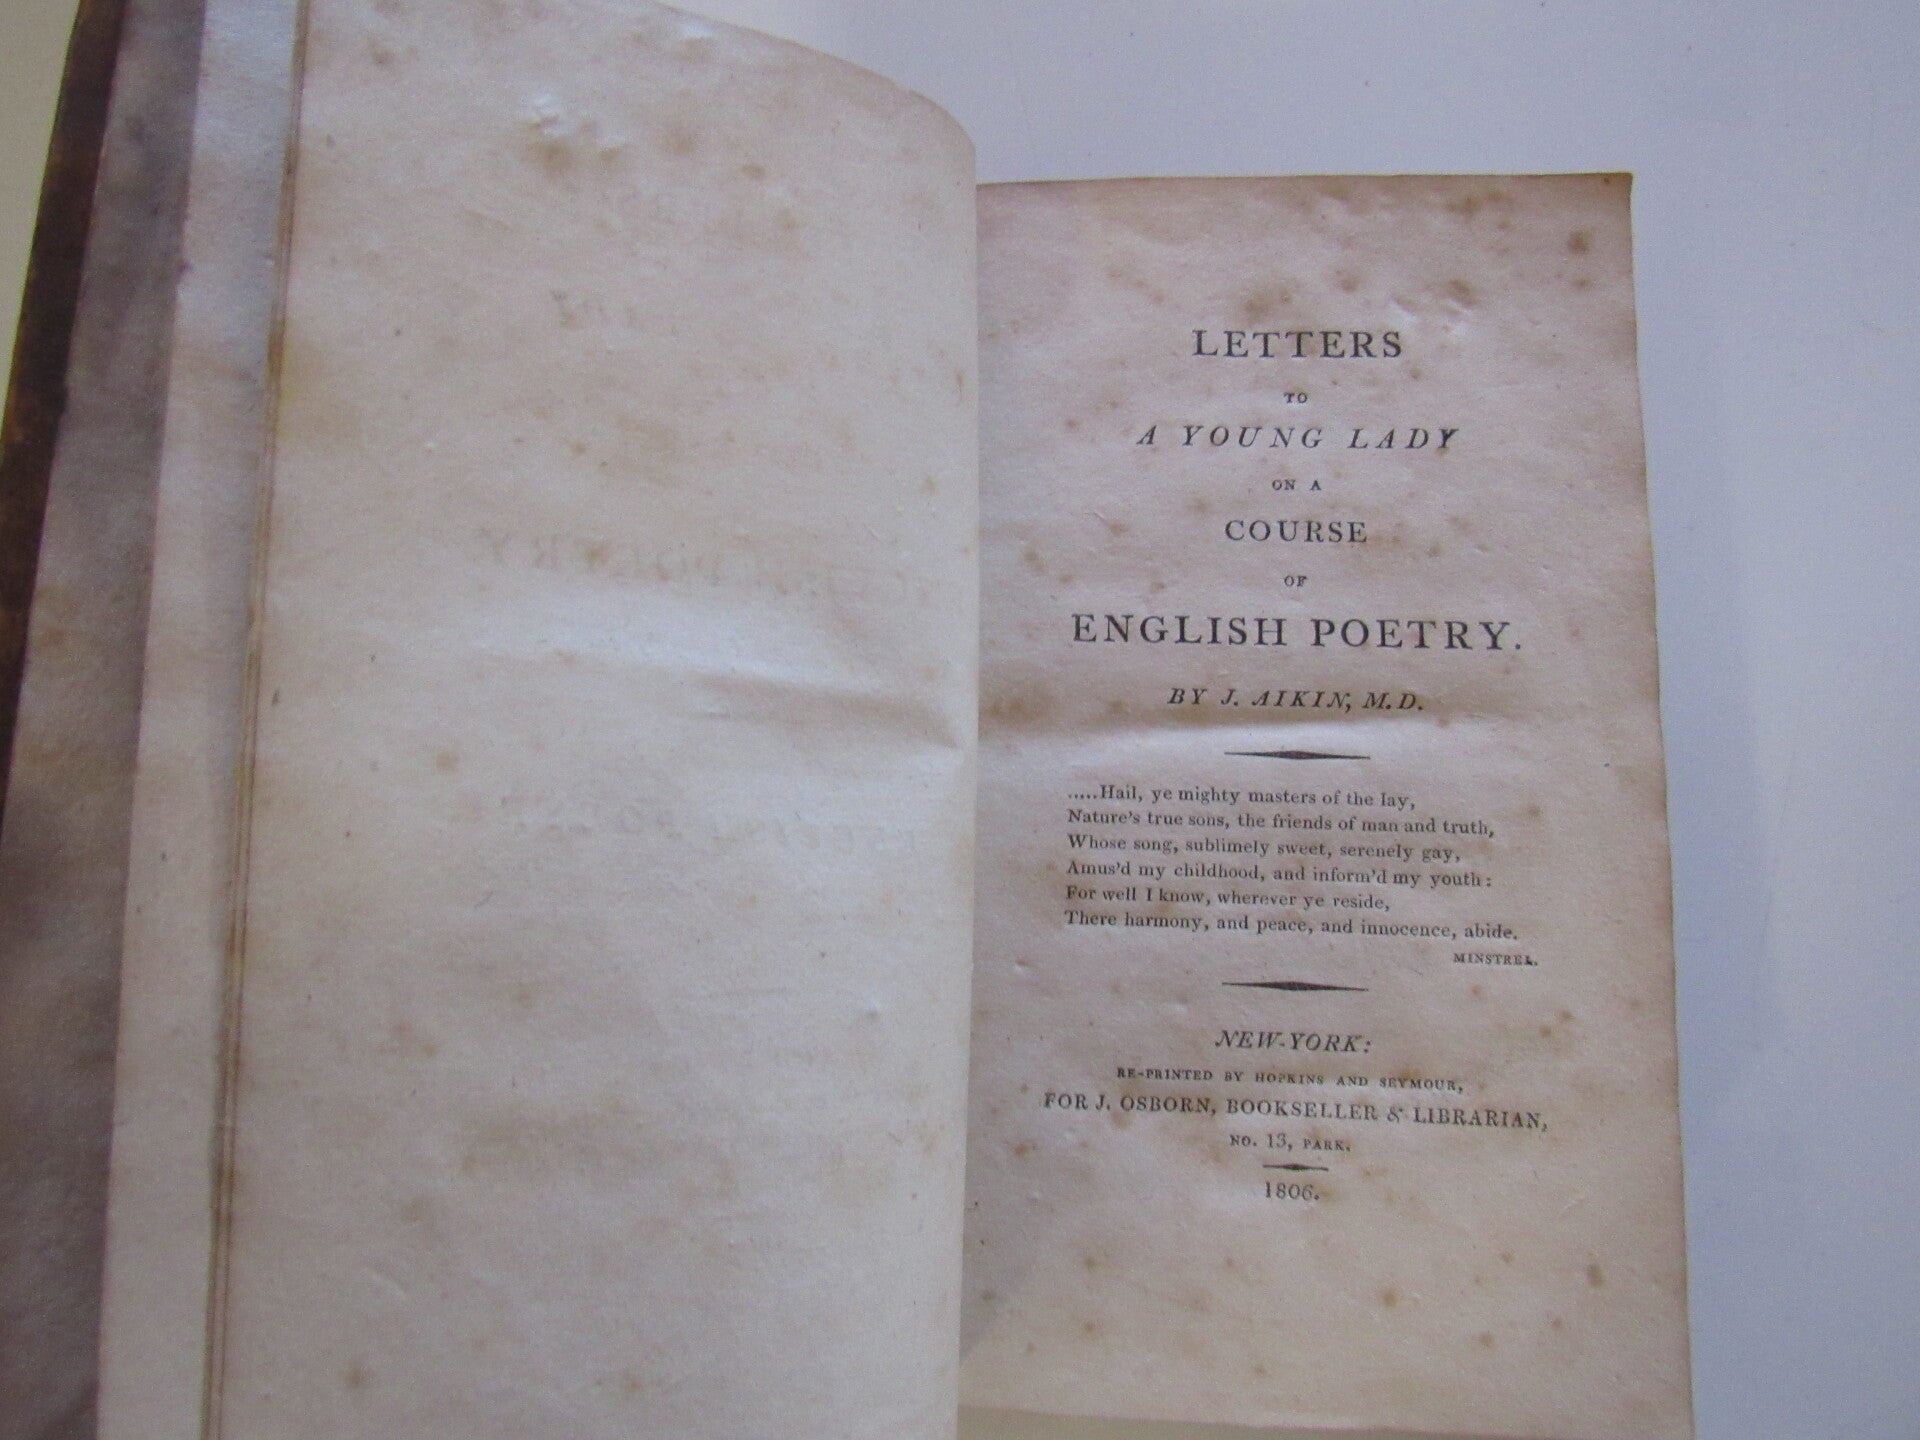 LETTERS
TO
A YOUNG LADY
ON A
COURSE
OF
ENGLISH POETRY.
BY J. AIKIN, M.D.
.....Hail, ye mighty masters of the lay,
Nature's true sons, the friends of man and truth,
Whose song, sublimely sweet, serenely gay,
Amus'd my childhood, and inform'd my youth:
For well I know, wherever ye reside,
There harmony, and peace, and innocence, abide.
MINSTREL.
NEW-YORK:
RE-PRINTED BY HOPKINS AND SEYMOUR,
FOR J. OSBORN, BOOKSELLER & LIBRARIAN,
NO. 13, PARK.
1806.